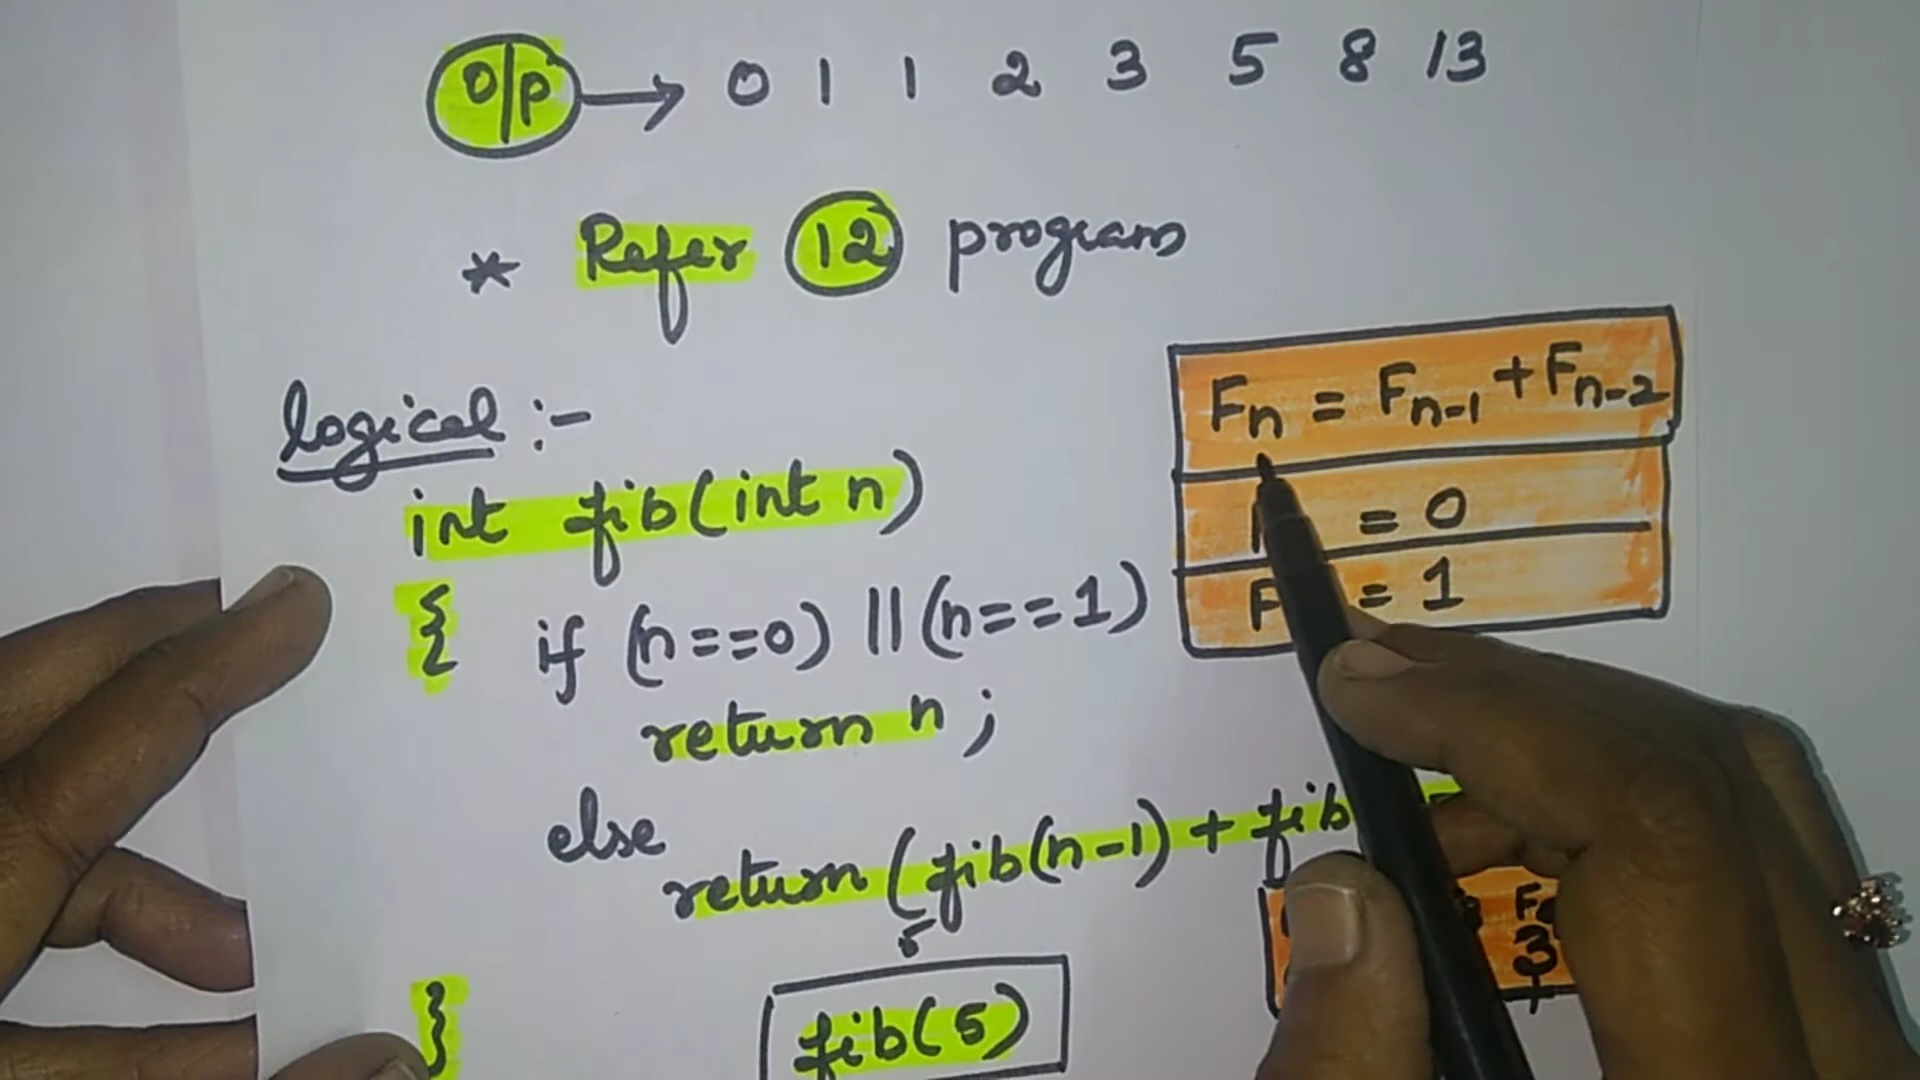 O/P → 0 1 1 2 3 5 8 13
* Refer 12 program
logical :-
Fn = Fn-1 + Fn-2
= 0
F = 1
int fib(int n)
{ if (n==0) || (n==1)
return n ;
else
return (fib(n-1) + fib
5
3
} fib(5)